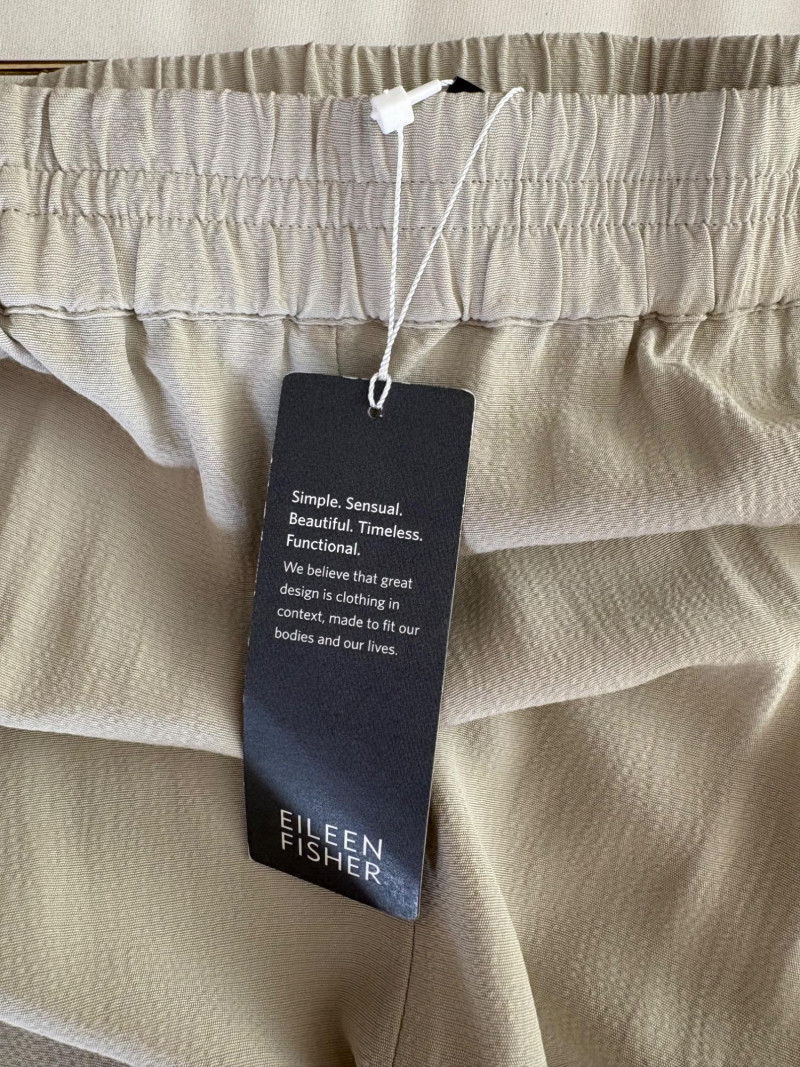 Simple. Sensual.
Beautiful. Timeless.
Functional.
We believe that great
design is clothing in
context, made to fit our
bodies and our lives.
EILEEN
FISHER